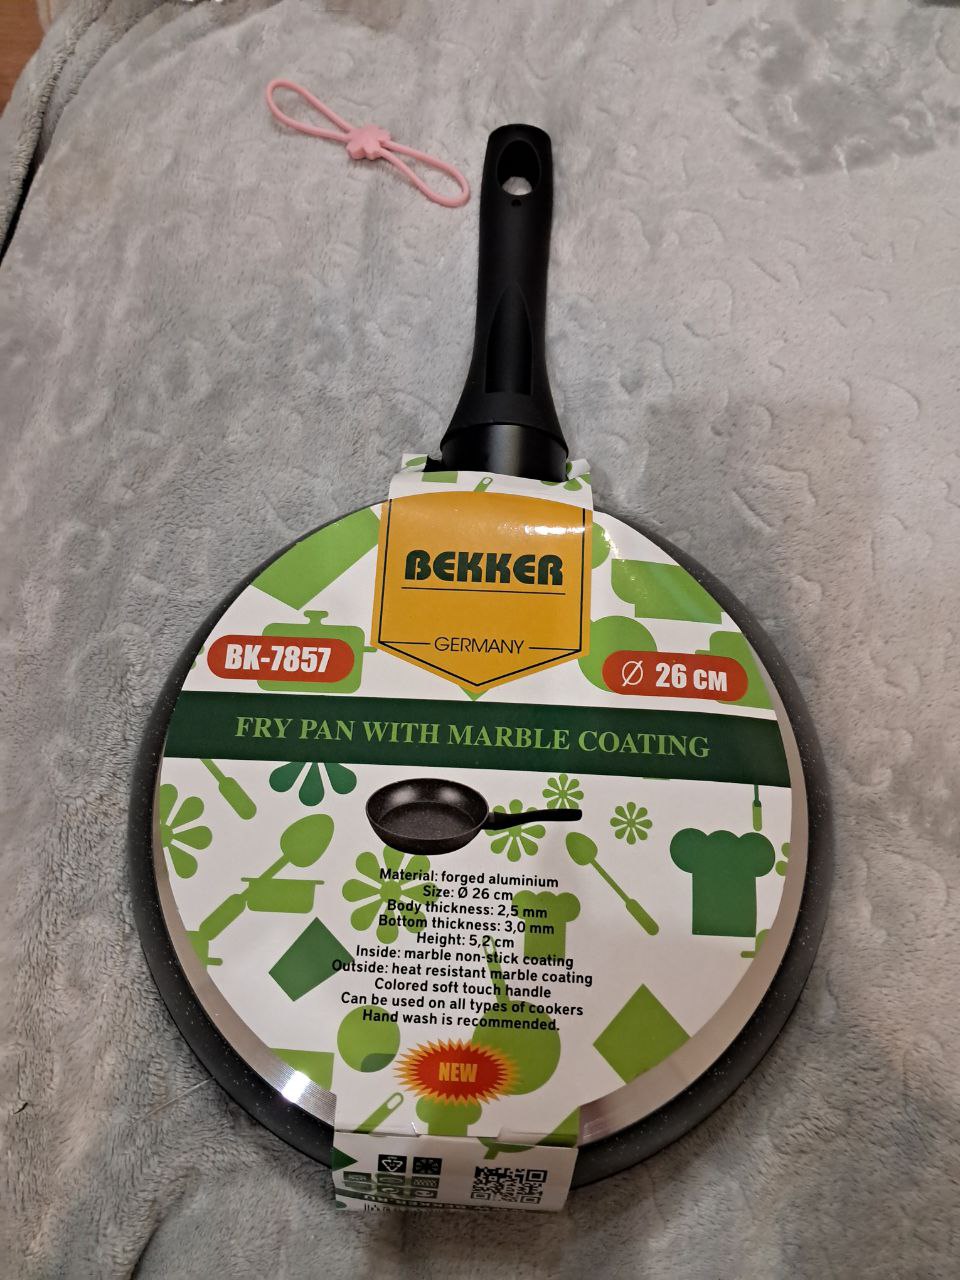 BEKKER
GERMANY
BK-7857
Ø 26 см
FRY PAN WITH MARBLE COATING
Material: forged aluminium
Size: Ø 26 cm
Body thickness: 2,5 mm
Bottom thickness: 3,0 mm
Height: 5,2 cm
Inside: marble non-stick coating
Outside: heat resistant marble coating
Colored soft touch handle
Can be used on all types of cookers
Hand wash is recommended.
NEW